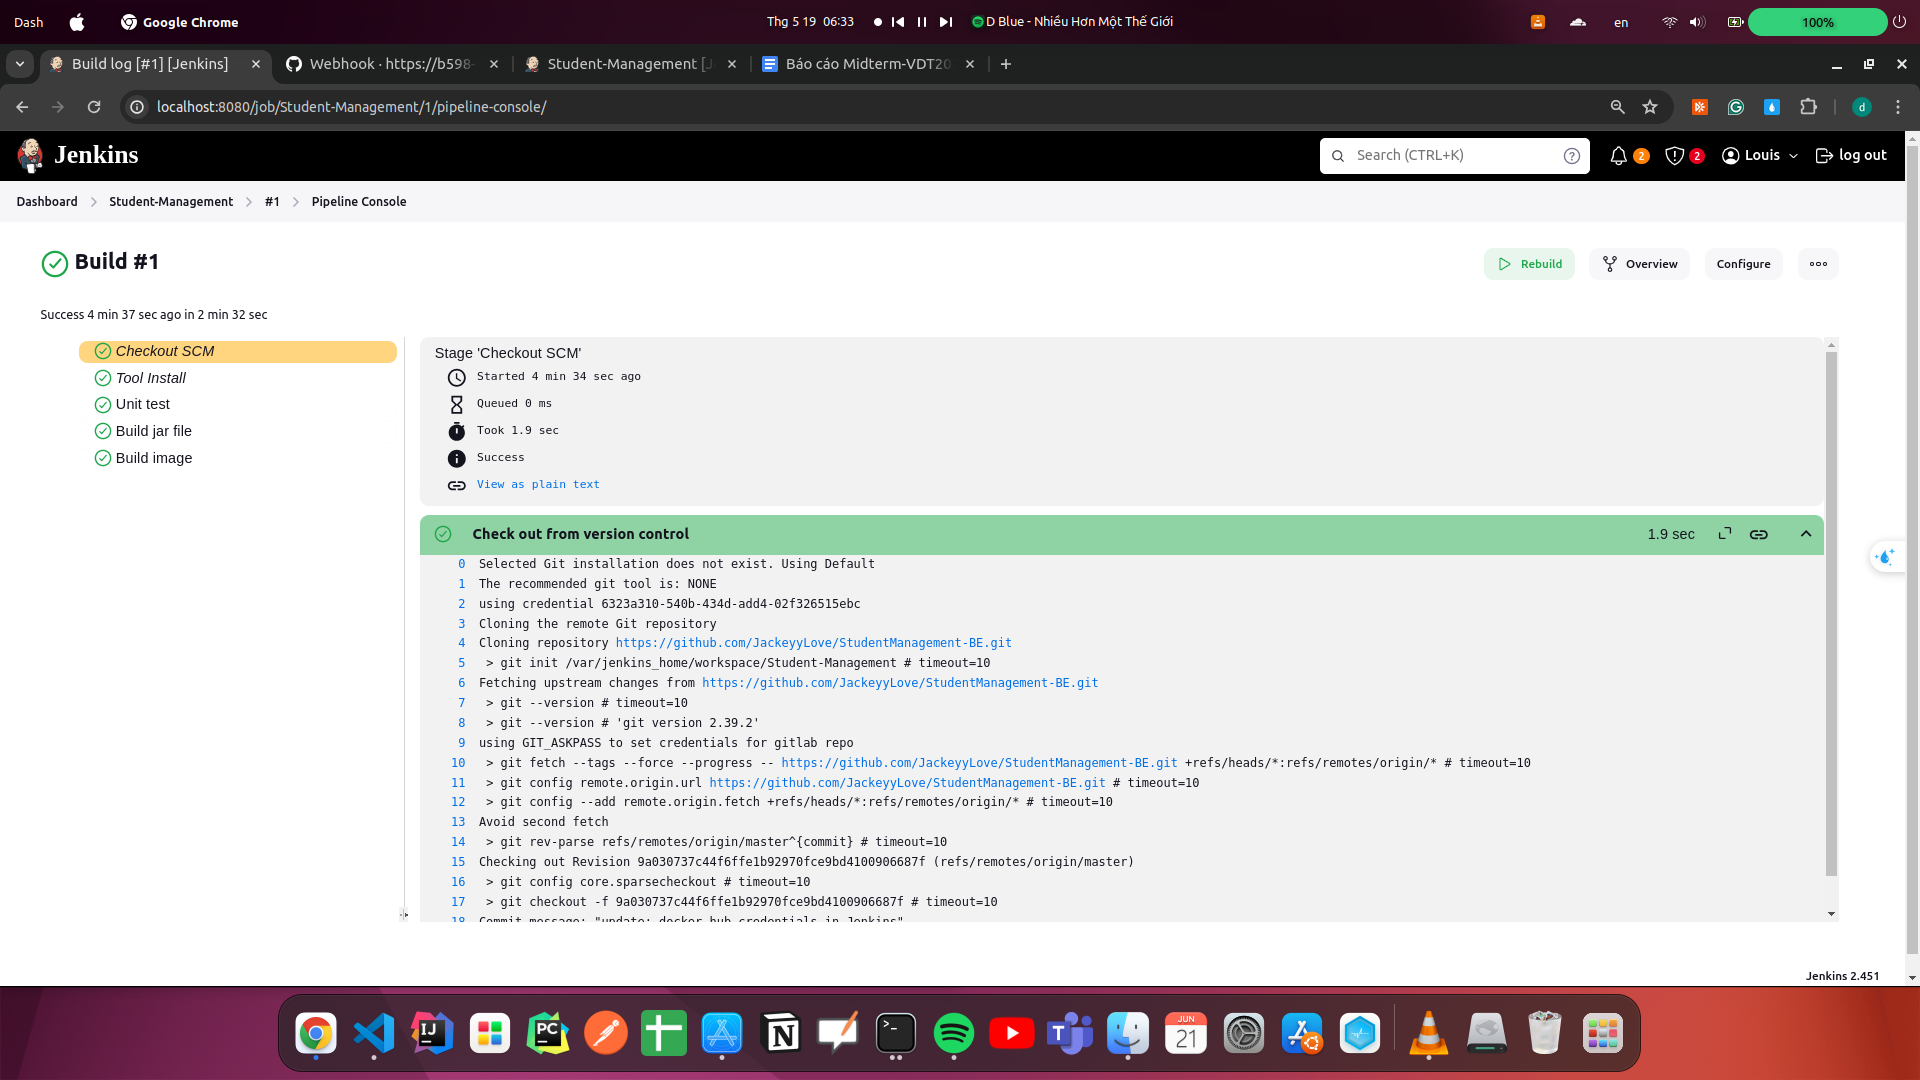 Dash
Google Chrome
Thg 5 19 06:33
D Blue - Nhiều Hơn Một Thế Giới
en
100%
Build log [#1] [Jenkins]
Webhook · https://b598-
Student-Management [J
Báo cáo Midterm-VDT20
localhost:8080/job/Student-Management/1/pipeline-console/
d
Jenkins
Search (CTRL+K)
2
2
Louis
log out
Dashboard
Student-Management
#1
Pipeline Console
Build #1
Rebuild
Overview
Configure
Success 4 min 37 sec ago in 2 min 32 sec
Checkout SCM
Tool Install
Unit test
Build jar file
Build image
Stage 'Checkout SCM'
Started 4 min 34 sec ago
Queued 0 ms
Took 1.9 sec
Success
View as plain text
Check out from version control
1.9 sec
0 Selected Git installation does not exist. Using Default
1 The recommended git tool is: NONE
2 using credential 6323a310-540b-434d-add4-02f326515ebc
3 Cloning the remote Git repository
4 Cloning repository https://github.com/JackeyyLove/StudentManagement-BE.git
5 > git init /var/jenkins_home/workspace/Student-Management # timeout=10
6 Fetching upstream changes from https://github.com/JackeyyLove/StudentManagement-BE.git
7 > git --version # timeout=10
8 > git --version # 'git version 2.39.2'
9 using GIT_ASKPASS to set credentials for gitlab repo
10 > git fetch --tags --force --progress -- https://github.com/JackeyyLove/StudentManagement-BE.git +refs/heads/*:refs/remotes/origin/* # timeout=10
11 > git config remote.origin.url https://github.com/JackeyyLove/StudentManagement-BE.git # timeout=10
12 > git config --add remote.origin.fetch +refs/heads/*:refs/remotes/origin/* # timeout=10
13 Avoid second fetch
14 > git rev-parse refs/remotes/origin/master^{commit} # timeout=10
15 Checking out Revision 9a030737c44f6ffe1b92970fce9bd4100906687f (refs/remotes/origin/master)
16 > git config core.sparsecheckout # timeout=10
17 > git checkout -f 9a030737c44f6ffe1b92970fce9bd4100906687f # timeout=10
18 Commit message: "update: docker hub credentials in Jenkins"
Jenkins 2.451
IJ
PC
JUN
21